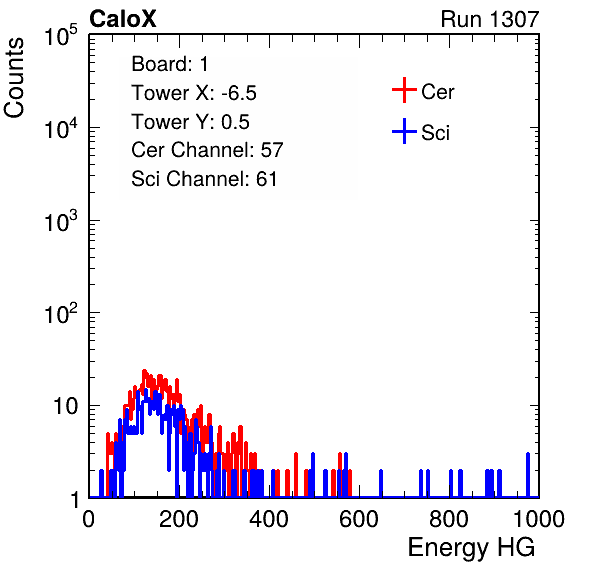 CaloX Run 1307
Counts
Board: 1
Tower X: -6.5
Tower Y: 0.5
Cer Channel: 57
Sci Channel: 61
Cer
Sci
10^5
10^4
10^3
10^2
10
1
0 200 400 600 800 1000
Energy HG